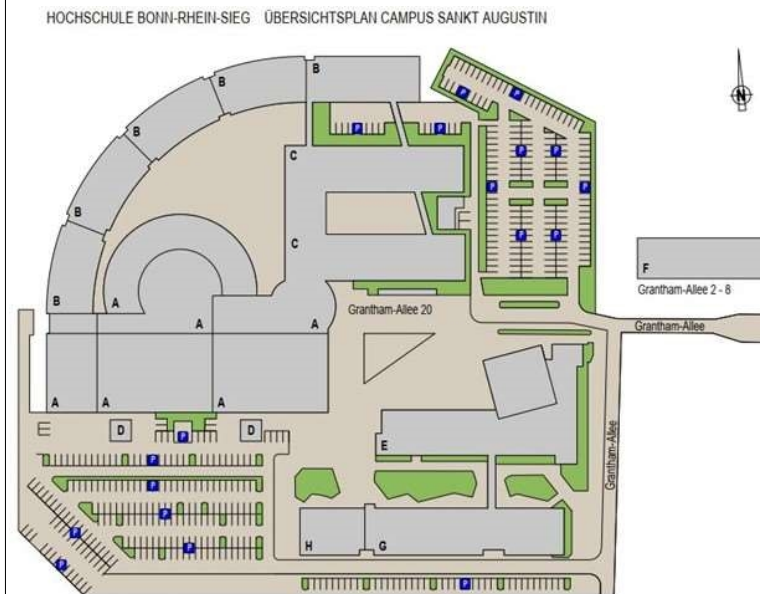 HOCHSCHULE BONN-RHEIN-SIEG ÜBERSICHTSPLAN CAMPUS SANKT AUGUSTIN
N
B
B
B
B
B
P
P
P
P
C
P
P
P
P
C
P
P
F
Grantham-Allee 2 - 8
A
Grantham-Allee 20
A
A
Grantham-Allee
A
A
A
D
D
P
E
Grantham-Allee
P
P
P
P
P
H
G
P
P